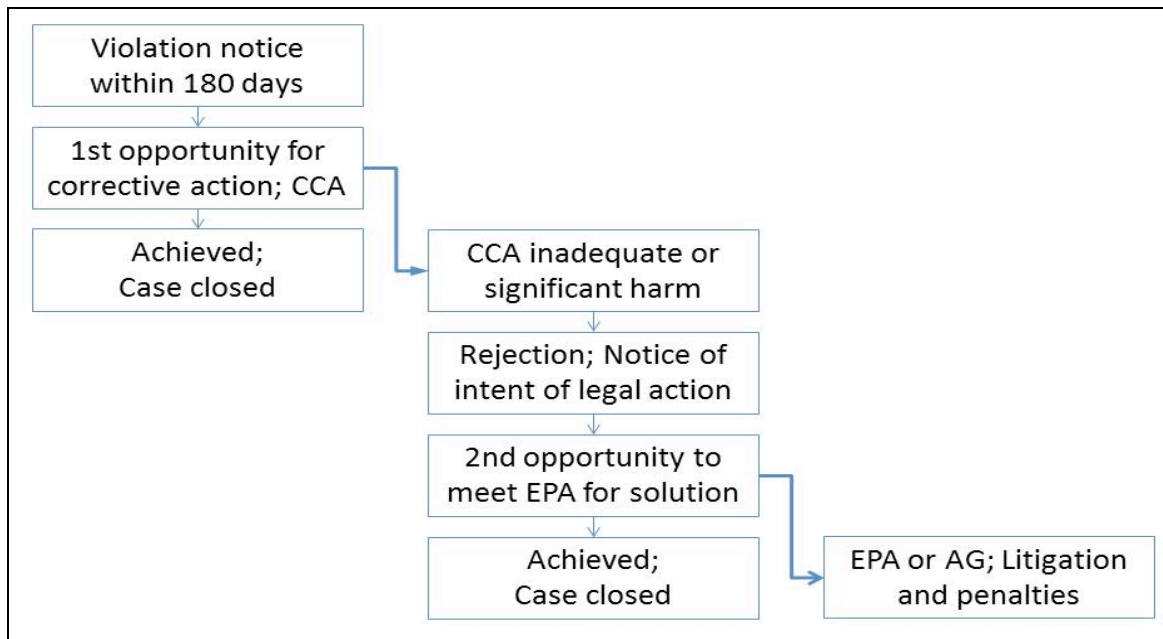 Violation notice
within 180 days
1st opportunity for
corrective action; CCA
Achieved;
Case closed
CCA inadequate or
significant harm
Rejection; Notice of
intent of legal action
2nd opportunity to
meet EPA for solution
Achieved;
Case closed
EPA or AG; Litigation
and penalties